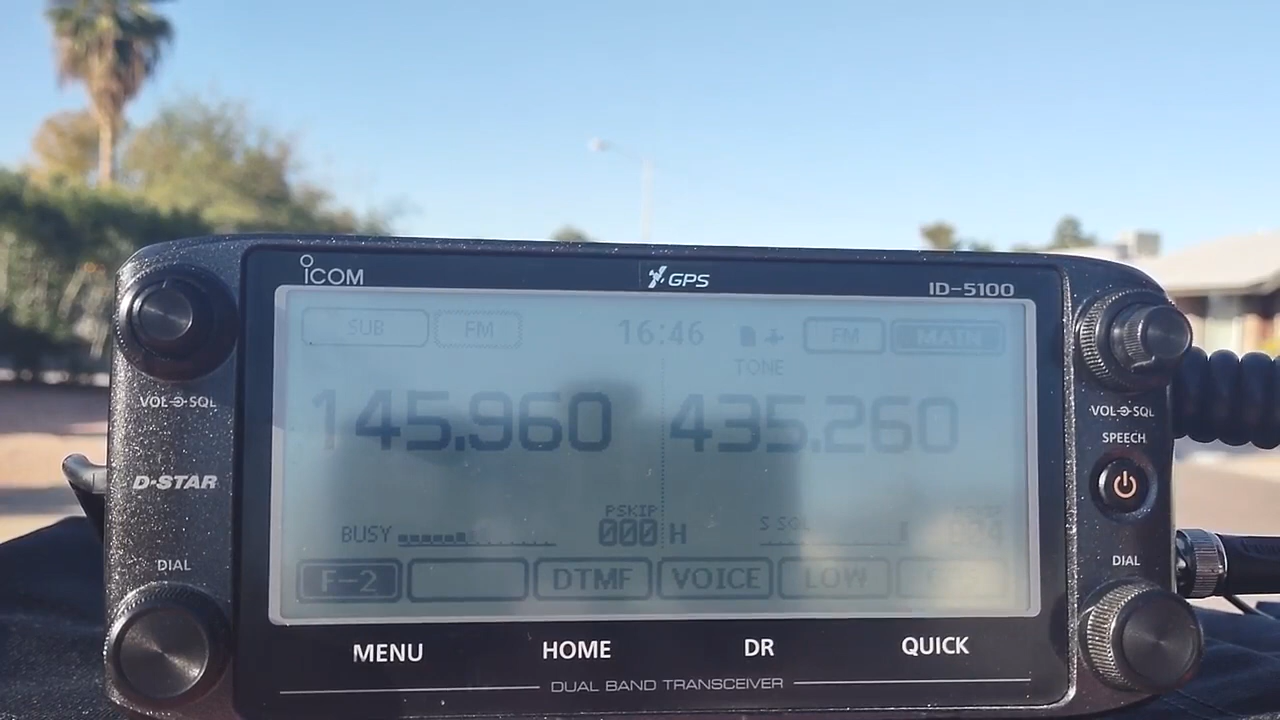 ICOM
GPS
ID-5100
SUB FM 16:46 FM MAIN
TONE
145.960 435.260
PSKIP
BUSY 000 H S SQL
F-2 DTMF VOICE LOW
VOL SQL
D-STAR
DIAL
VOL SQL
SPEECH
DIAL
MENU HOME DR QUICK
DUAL BAND TRANSCEIVER